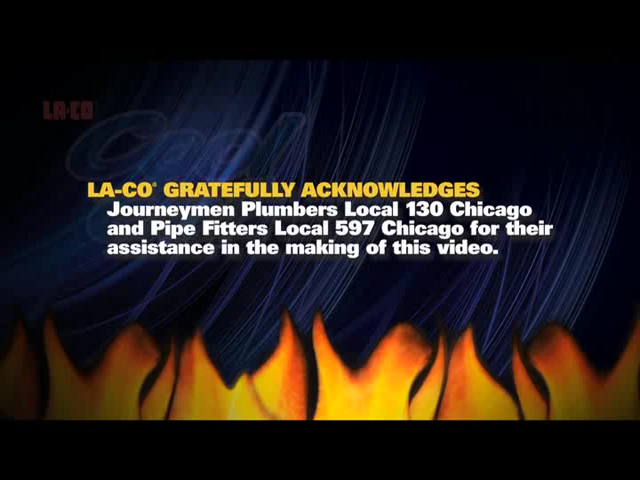 LA-CO®
Cool
LA-CO® GRATEFULLY ACKNOWLEDGES
Journeymen Plumbers Local 130 Chicago
and Pipe Fitters Local 597 Chicago for their
assistance in the making of this video.